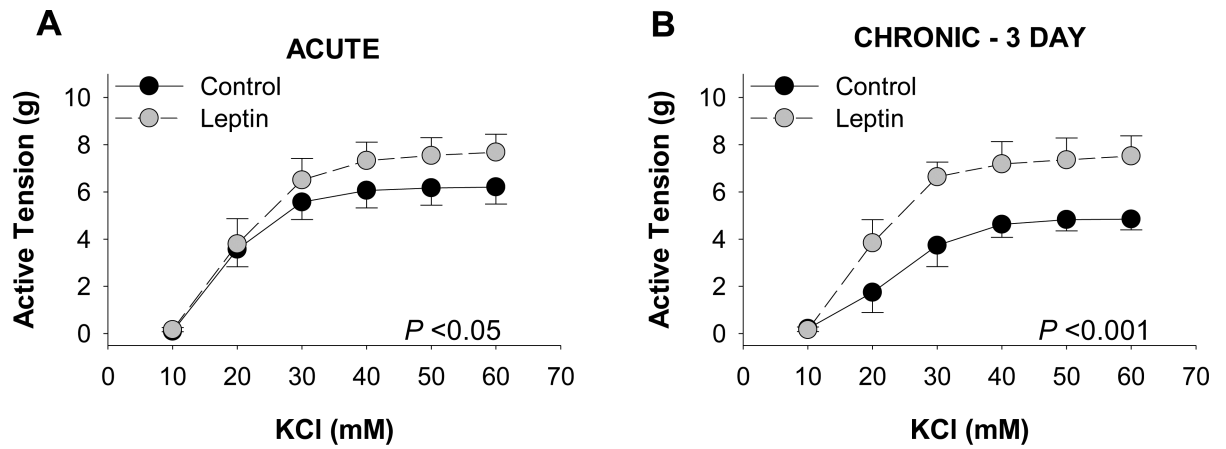 A
ACUTE
Control
Leptin
Active Tension (g)
10
8
6
4
2
0
P <0.05
0 10 20 30 40 50 60 70
KCl (mM)
B
CHRONIC - 3 DAY
Control
Leptin
Active Tension (g)
10
8
6
4
2
0
P <0.001
0 10 20 30 40 50 60 70
KCl (mM)